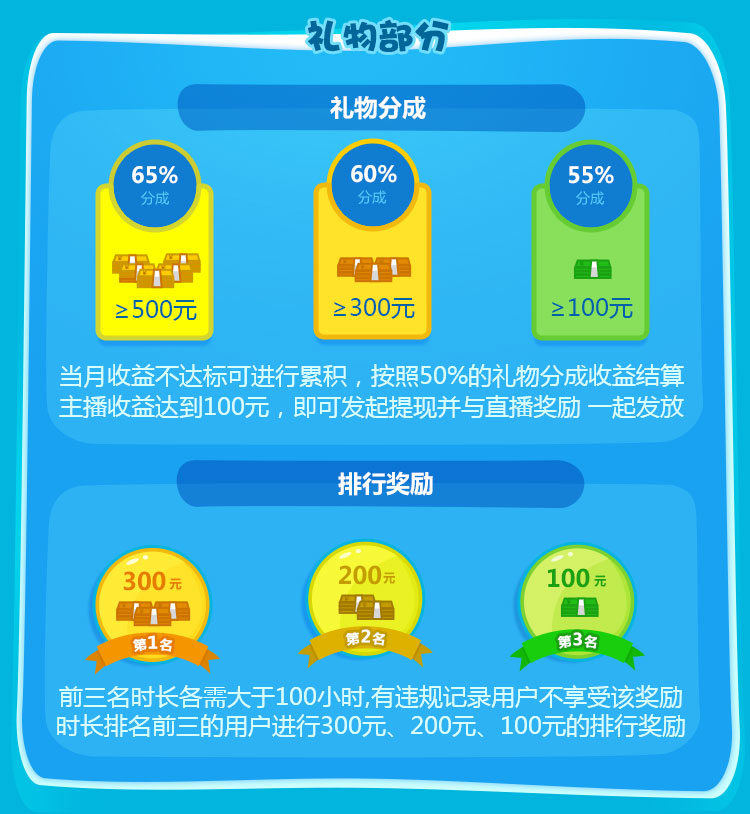 礼物部分
礼物分成
65%
分成
≥500元
60%
分成
≥300元
55%
分成
≥100元
当月收益不达标可进行累积，按照50%的礼物分成收益结算
主播收益达到100元，即可发起提现并与直播奖励 一起发放
排行奖励
300元
第1名
200元
第2名
100元
第3名
前三名时长各需大于100小时,有违规记录用户不享受该奖励
时长排名前三的用户进行300元、200元、100元的排行奖励